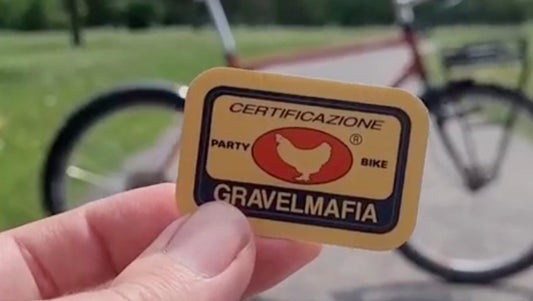 CERTIFICAZIONE
®
PARTY BIKE
GRAVELMAFIA